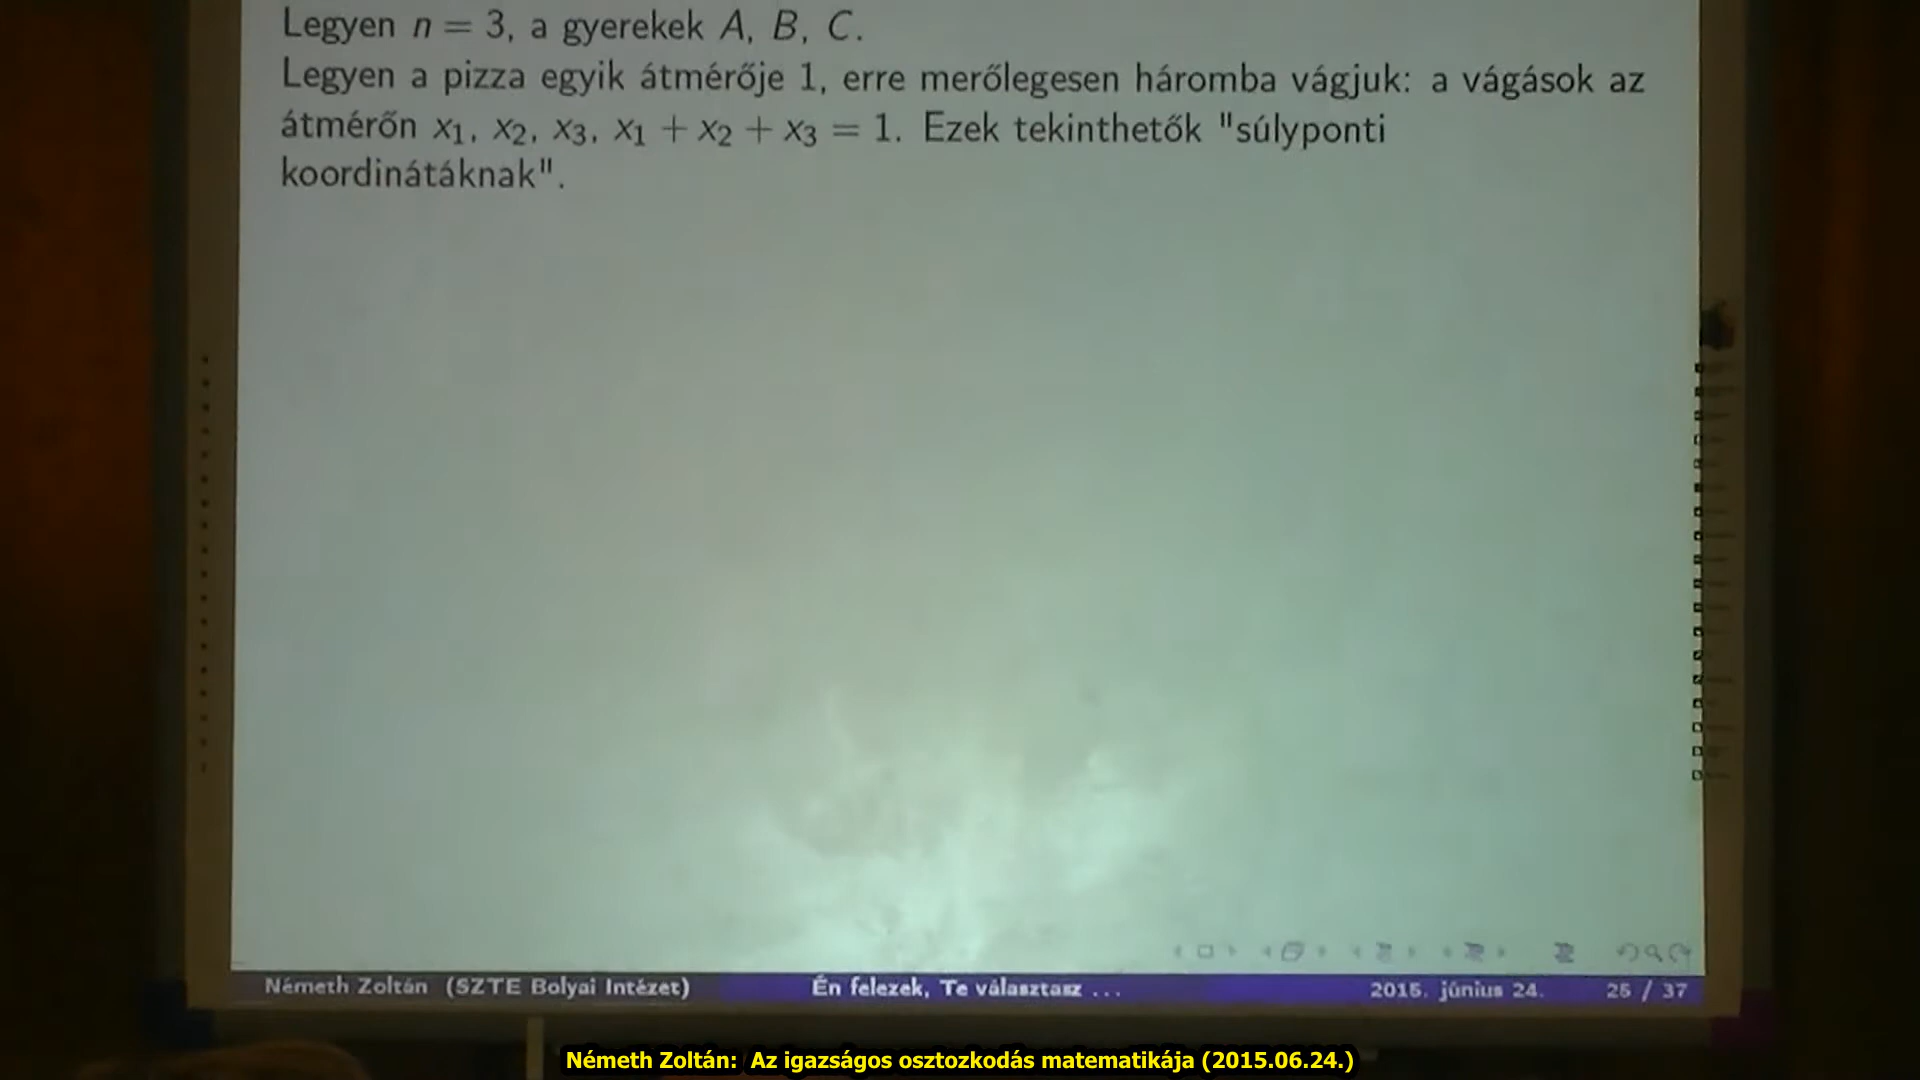 Legyen n = 3, a gyerekek A, B, C.
Legyen a pizza egyik átmérője 1, erre merőlegesen háromba vágjuk: a vágások az
átmérőn x₁, x₂, x₃, x₁ + x₂ + x₃ = 1. Ezek tekinthetők "súlyponti
koordinátáknak".
Németh Zoltán (SZTE Bolyai Intézet) Én felezek, Te választasz ... 2015. június 24. 25 / 37
Németh Zoltán: Az igazságos osztozkodás matematikája (2015.06.24.)